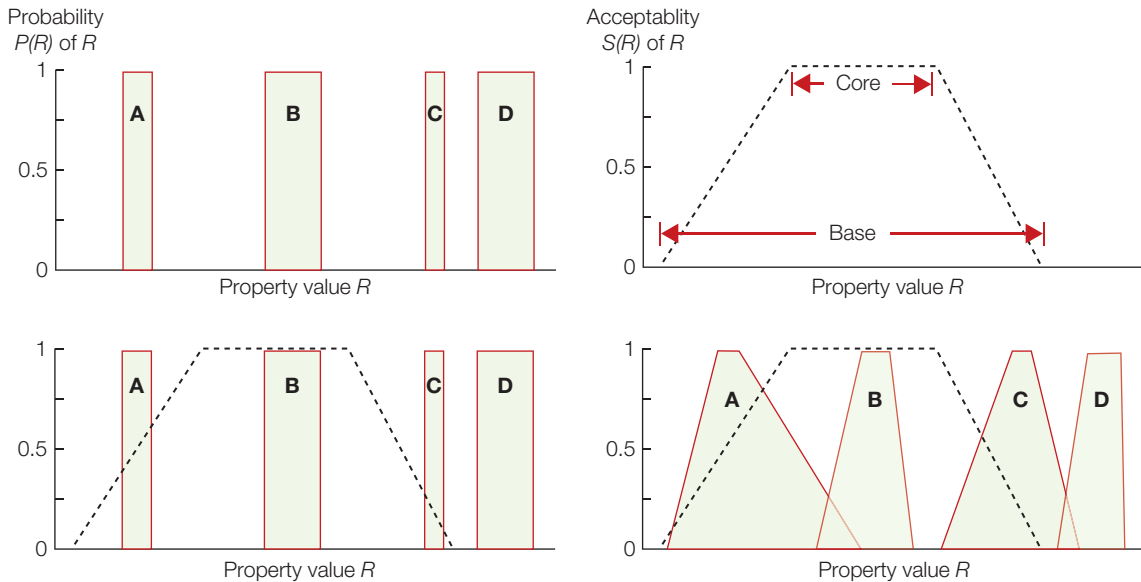 Probability
P(R) of R
1
0.5
0
A
B
C
D
Property value R
Acceptablity
S(R) of R
1
0.5
0
Core
Base
Property value R
1
0.5
0
A
B
C
D
Property value R
1
0.5
0
A
B
C
D
Property value R